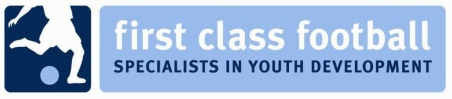 first class football
SPECIALISTS IN YOUTH DEVELOPMENT